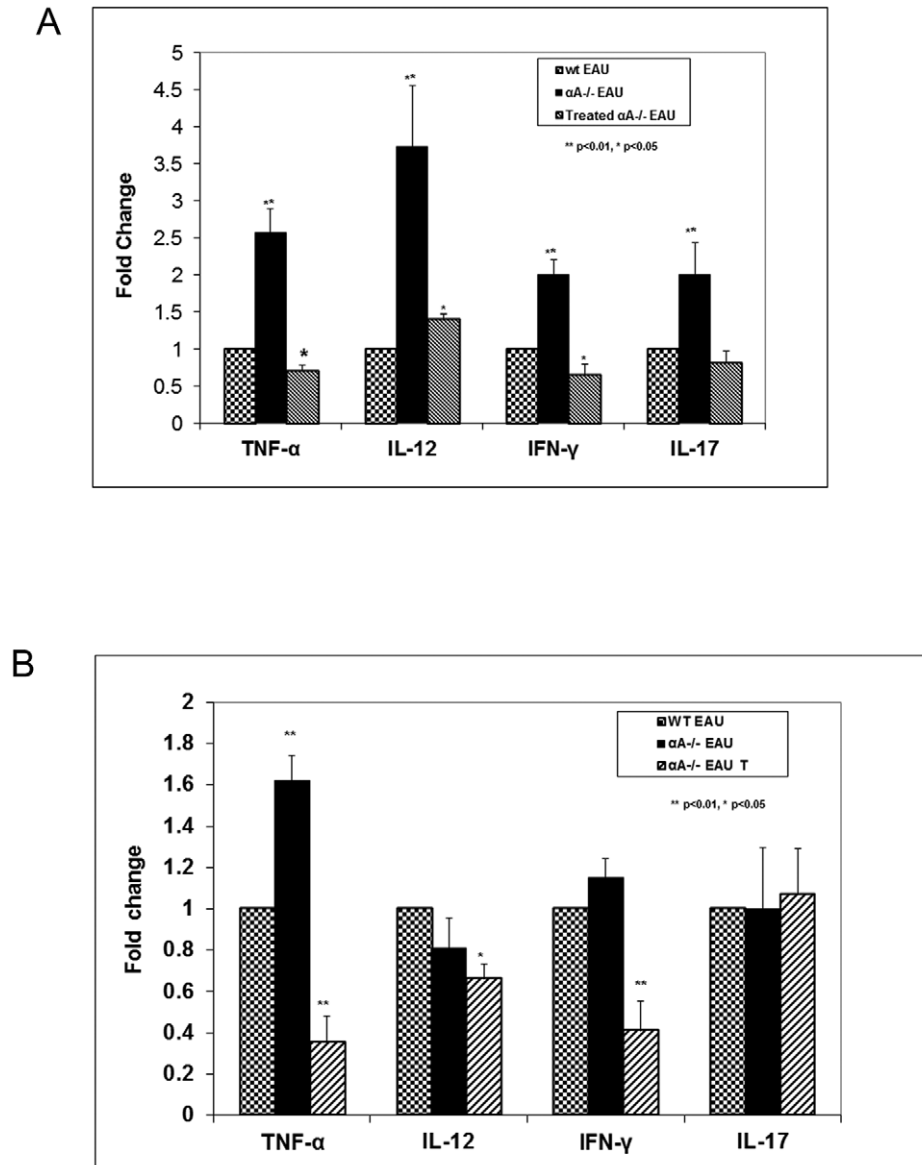 A
Fold Change
5
4.5
4
3.5
3
2.5
2
1.5
1
0.5
0
wt EAU
αA-/- EAU
Treated αA-/- EAU
** p<0.01, * p<0.05
**
*
**
*
**
*
**
TNF-α IL-12 IFN-γ IL-17
B
Fold change
2
1.8
1.6
1.4
1.2
1
0.8
0.6
0.4
0.2
0
WT EAU
αA-/- EAU
αA-/- EAU T
** p<0.01, * p<0.05
**
**
*
**
TNF-α IL-12 IFN-γ IL-17